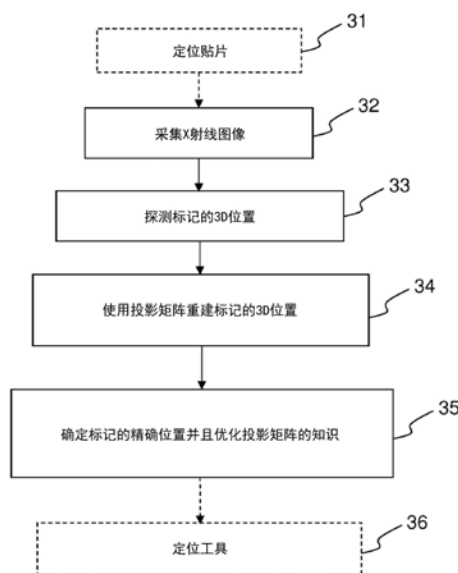 31
定位贴片
32
采集X射线图像
33
探测标记的3D位置
34
使用投影矩阵重建标记的3D位置
35
确定标记的精确位置并且优化投影矩阵的知识
36
定位工具